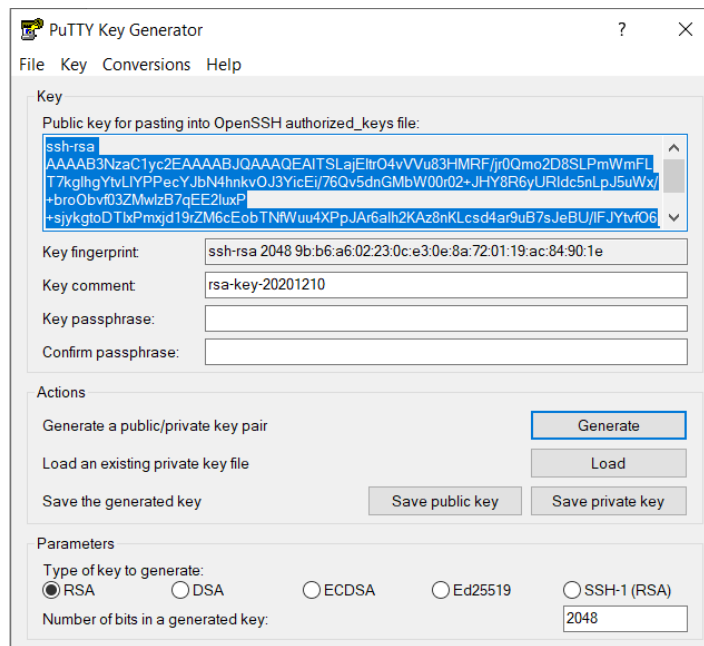 PuTTY Key Generator
File Key Conversions Help
Key
Public key for pasting into OpenSSH authorized_keys file:
ssh-rsa
AAAAB3NzaC1yc2EAAAABJQAAAQEAITSLajEltrO4vVVu83HMRF/jr0Qmo2D8SLPmWmFL
T7kglhgYtvLlYPPecYJbN4hnkvOJ3YicEi/76Qv5dnGMbW00r02+JHY8R6yURldc5nLpJ5uWx/
+broObvf03ZMwlzB7qEE2luxP
+sjykgtoDTlxPmxjd19rZM6cEobTNfWuu4XPpJAr6alh2KAz8nKLcsd4ar9uB7sJeBU/lFJYtvfO6
Key fingerprint: ssh-rsa 2048 9b:b6:a6:02:23:0c:e3:0e:8a:72:01:19:ac:84:90:1e
Key comment: rsa-key-20201210
Key passphrase:
Confirm passphrase:
Actions
Generate a public/private key pair Generate
Load an existing private key file Load
Save the generated key Save public key Save private key
Parameters
Type of key to generate:
RSA DSA ECDSA Ed25519 SSH-1 (RSA)
Number of bits in a generated key: 2048